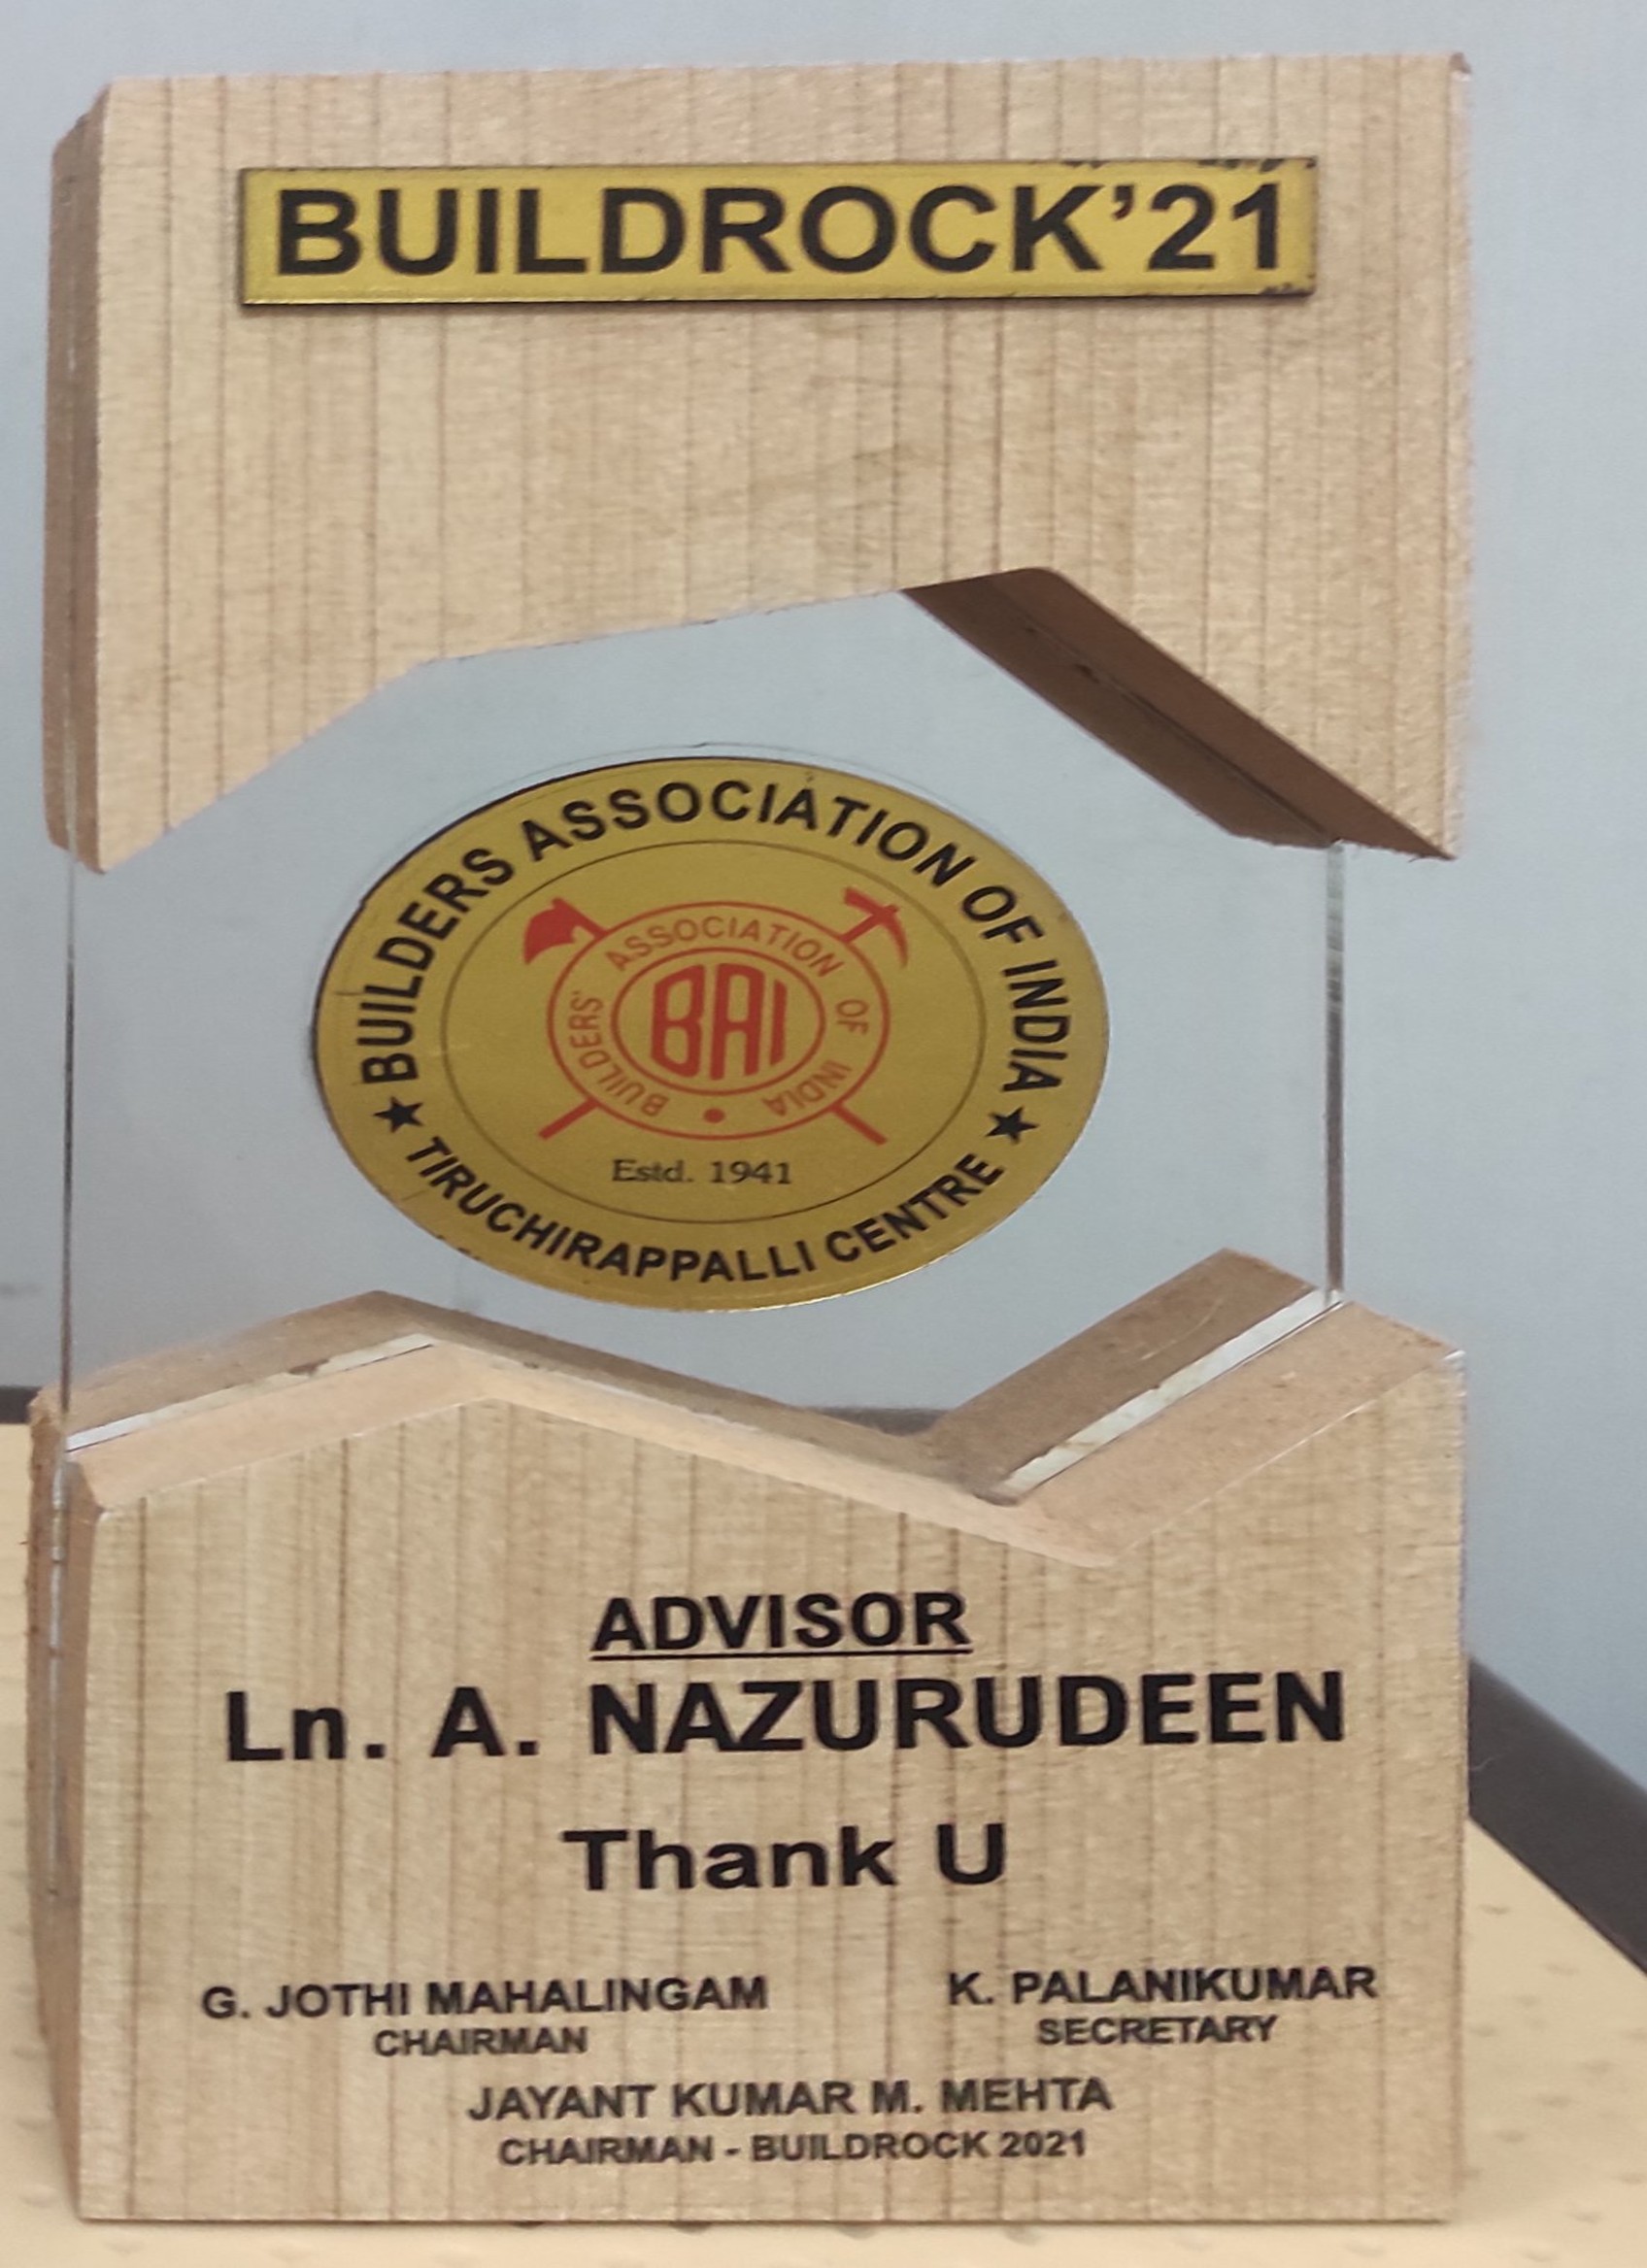 BUILDROCK'21
BUILDERS ASSOCIATION OF INDIA
BUILDERS' ASSOCIATION OF INDIA
BAI
Estd. 1941
★ TIRUCHIRAPPALLI CENTRE ★
ADVISOR
Ln. A. NAZURUDEEN
Thank U
G. JOTHI MAHALINGAM K. PALANIKUMAR
CHAIRMAN SECRETARY
JAYANT KUMAR M. MEHTA
CHAIRMAN - BUILDROCK 2021